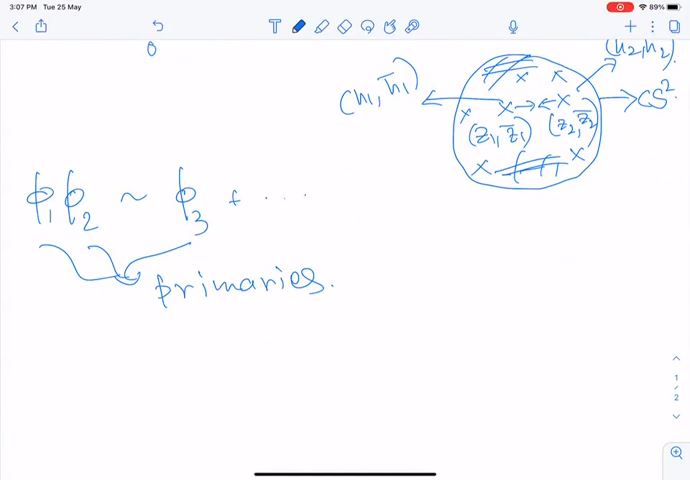 3:07 PM Tue 25 May
89%
0
(h₂,h̄₂)
(h₁,h̄₁)
CS²
(z₁,z̄₁) (z₂,z̄₂)
ϕ₁ϕ₂ ~ ϕ₃ + ....
primaries.
1
/
2